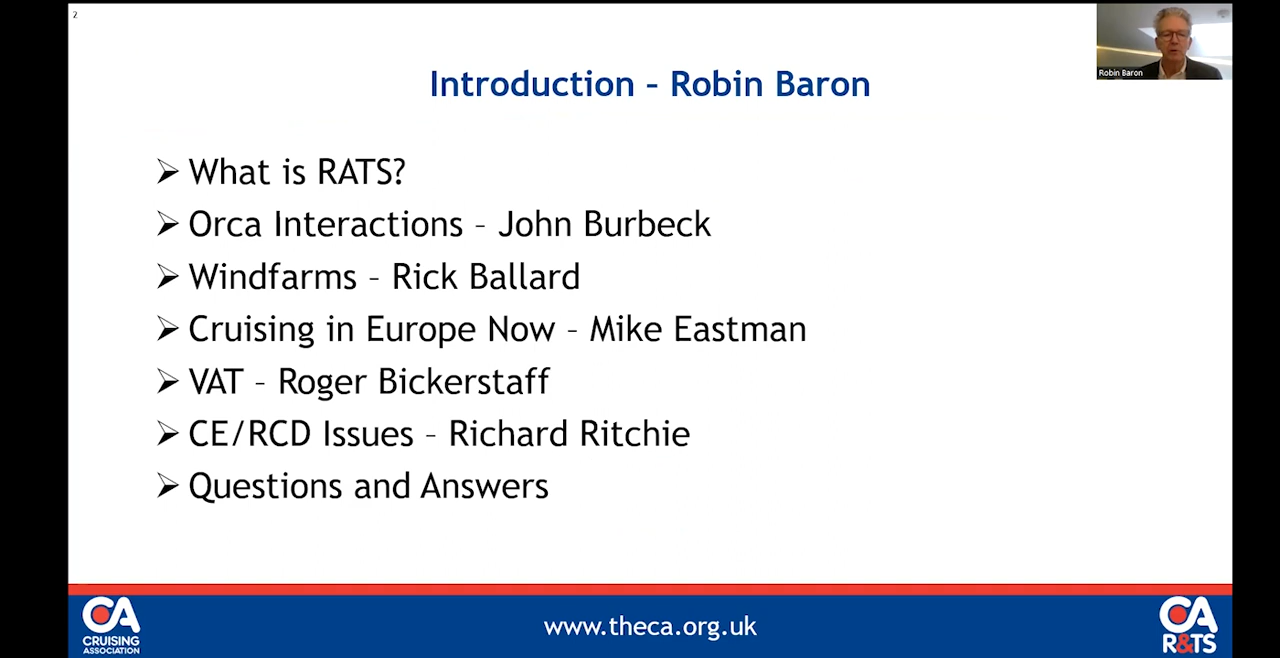 2
Robin Baron
Introduction – Robin Baron
What is RATS?
Orca Interactions – John Burbeck
Windfarms – Rick Ballard
Cruising in Europe Now – Mike Eastman
VAT – Roger Bickerstaff
CE/RCD Issues – Richard Ritchie
Questions and Answers
CA
CRUISING
ASSOCIATION
www.theca.org.uk
CA
R&TS